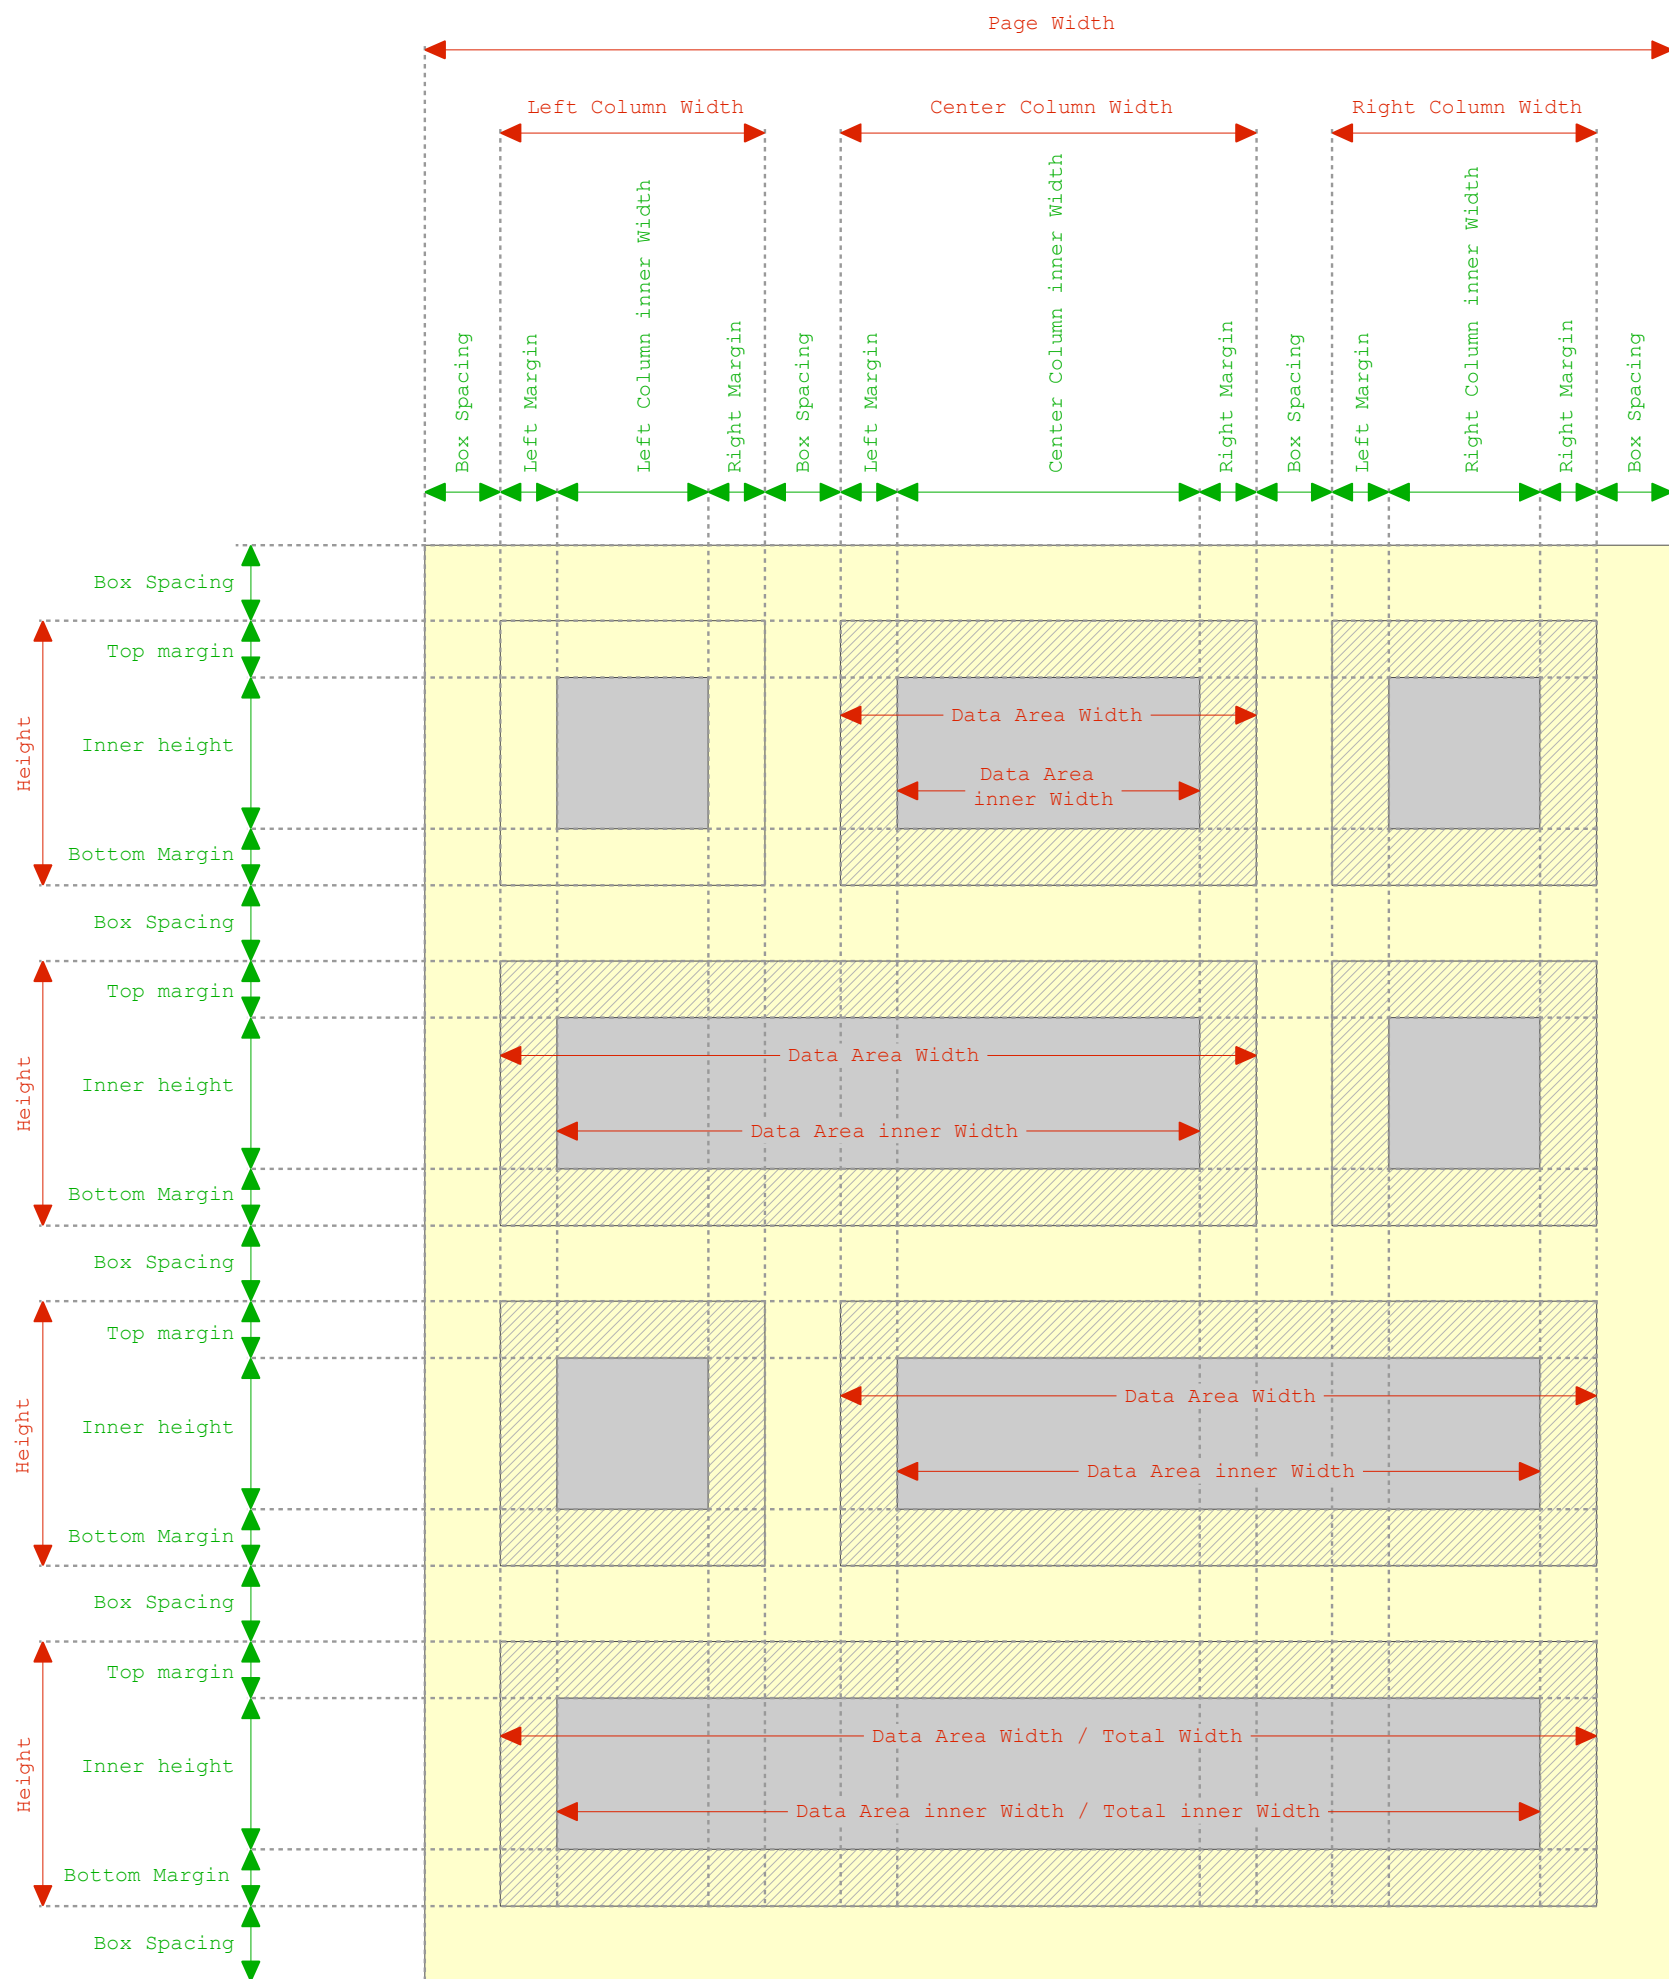 Page Width
Left Column Width
Center Column Width
Right Column Width
Box Spacing
Left Margin
Left Column inner Width
Right Margin
Box Spacing
Left Margin
Center Column inner Width
Right Margin
Box Spacing
Left Margin
Right Column inner Width
Right Margin
Box Spacing
Box Spacing
Height
Top margin
Inner height
Bottom Margin
Data Area Width
Data Area
inner Width
Box Spacing
Height
Top margin
Inner height
Bottom Margin
Data Area Width
Data Area inner Width
Box Spacing
Height
Top margin
Inner height
Bottom Margin
Data Area Width
Data Area inner Width
Box Spacing
Height
Top margin
Inner height
Bottom Margin
Data Area Width / Total Width
Data Area inner Width / Total inner Width
Box Spacing